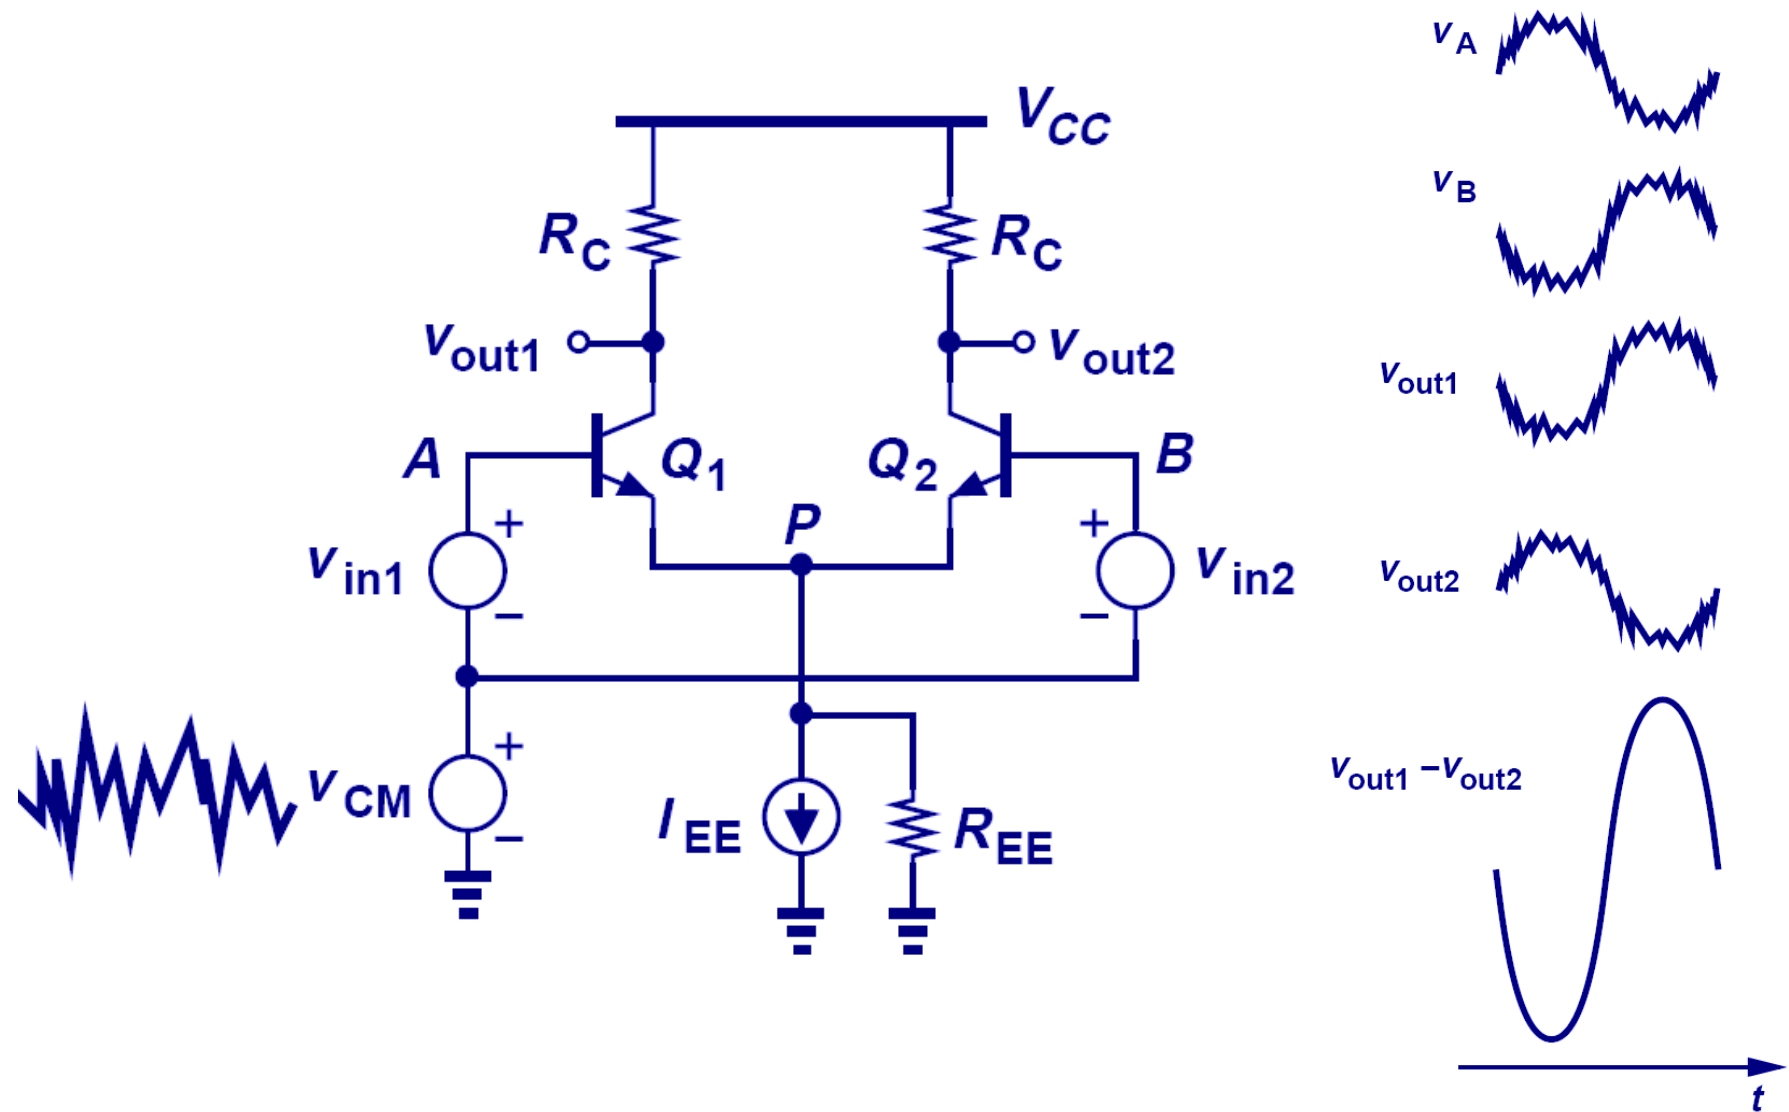 V_CC
R_C
R_C
v_out1
v_out2
A
Q_1
Q_2
B
P
v_in1
+
−
+
−
v_in2
v_CM
+
−
I_EE
R_EE
v_A
v_B
v_out1
v_out2
v_out1 − v_out2
t